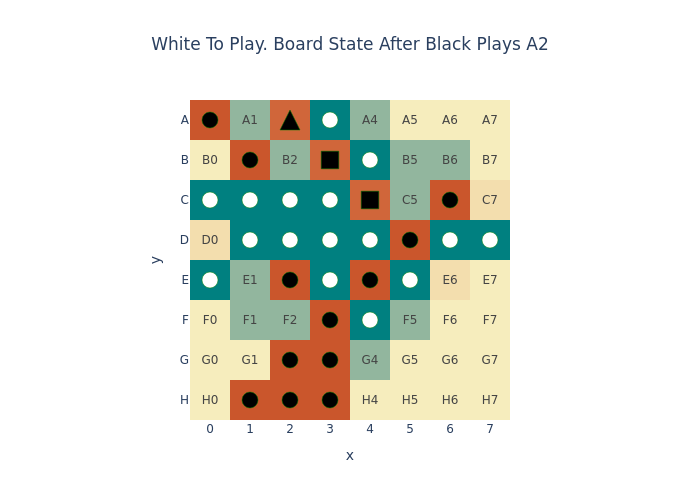 White To Play. Board State After Black Plays A2
A A1 A4 A5 A6 A7
B B0 B2 B5 B6 B7
C C5 C7
D D0
E E1 E6 E7
F F0 F1 F2 F5 F6 F7
G G0 G1 G4 G5 G6 G7
H H0 H4 H5 H6 H7
0 1 2 3 4 5 6 7
x
y